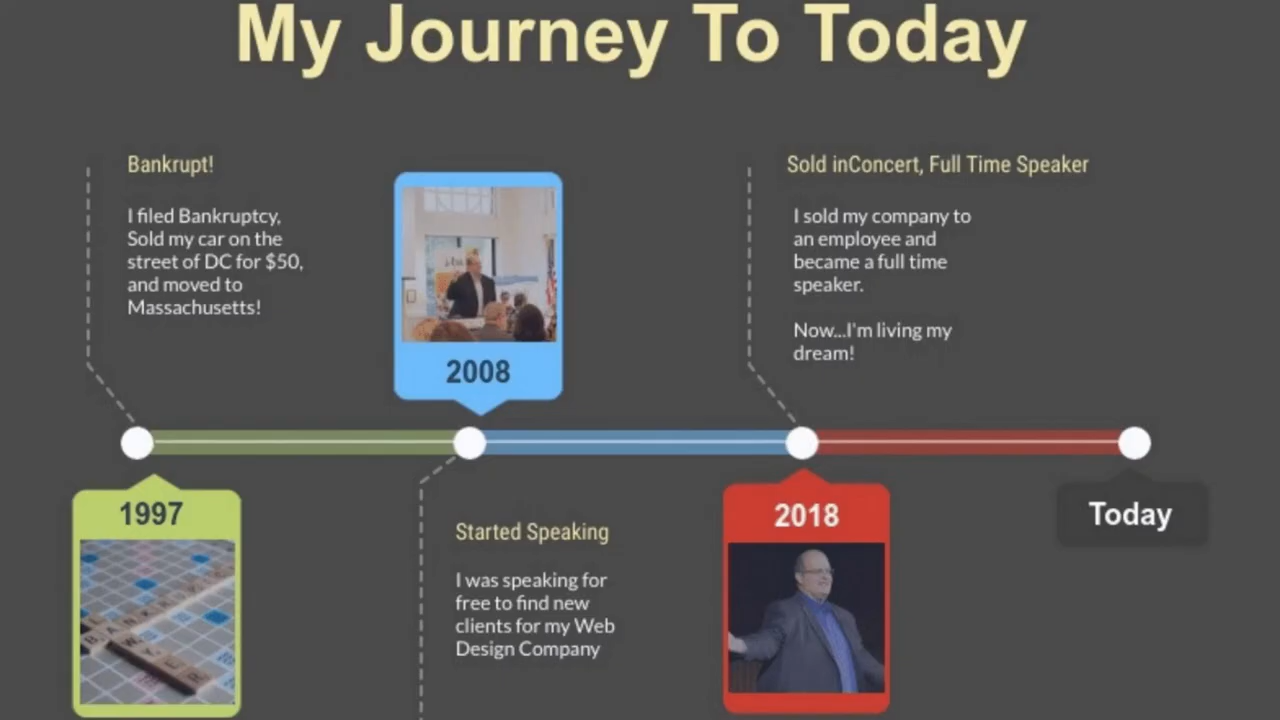 My Journey To Today
Bankrupt!
I filed Bankruptcy,
Sold my car on the
street of DC for $50,
and moved to
Massachusetts!
2008
Sold inConcert, Full Time Speaker
I sold my company to
an employee and
became a full time
speaker.
Now...I'm living my
dream!
1997
Started Speaking
I was speaking for
free to find new
clients for my Web
Design Company
2018
Today